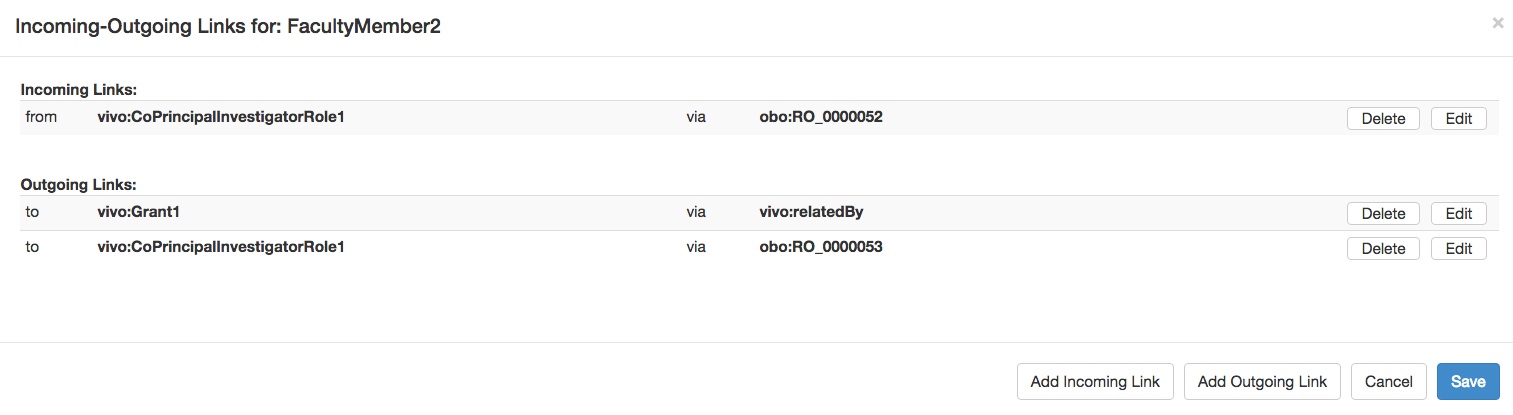 Incoming-Outgoing Links for: FacultyMember2 ×
Incoming Links:
from vivo:CoPrincipalInvestigatorRole1 via obo:RO_0000052 Delete Edit
Outgoing Links:
to vivo:Grant1 via vivo:relatedBy Delete Edit
to vivo:CoPrincipalInvestigatorRole1 via obo:RO_0000053 Delete Edit
Add Incoming Link Add Outgoing Link Cancel Save